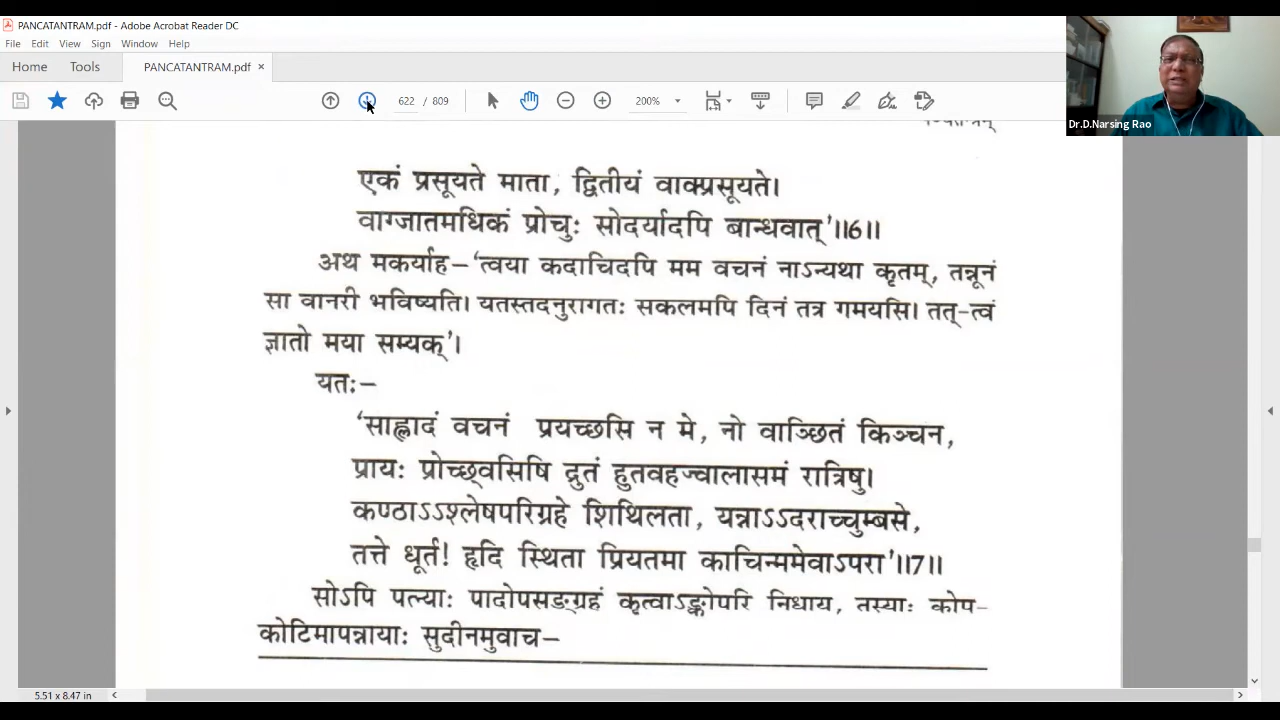 PANCATANTRAM.pdf - Adobe Acrobat Reader DC
File Edit View Sign Window Help
Home Tools PANCATANTRAM.pdf ×
622 / 809 200%
Dr.D.Narsing Rao
एकं प्रसूयते माता, द्वितीयं वाक्प्रसूयते।
वाग्जातमधिकं प्रोचुः सोदर्यादपि बान्धवात्’।।6।।
अथ मकर्याह–‘त्वया कदाचिदपि मम वचनं नाऽन्यथा कृतम्, तन्नूनं
सा वानरी भविष्यति। यतस्तदनुरागतः सकलमपि दिनं तत्र गमयसि। तत्-त्वं
ज्ञातो मया सम्यक्’।
यतः–
‘साह्लादं वचनं प्रयच्छसि न मे, नो वाञ्छितं किञ्चन,
प्रायः प्रोच्छ्वसिषि द्रुतं हुतवहज्वालासमं रात्रिषु।
कण्ठाऽऽश्लेषपरिग्रहे शिथिलता, यन्नाऽऽदराच्चुम्बसे,
तत्ते धूर्त! हृदि स्थिता प्रियतमा काचिन्ममेवाऽपरा’।।7।।
सोऽपि पत्न्याः पादोपसङ्ग्रहं कृत्वाऽङ्कोपरि निधाय, तस्याः कोप-
कोटिमापन्नायाः सुदीनमुवाच–
5.51 x 8.47 in